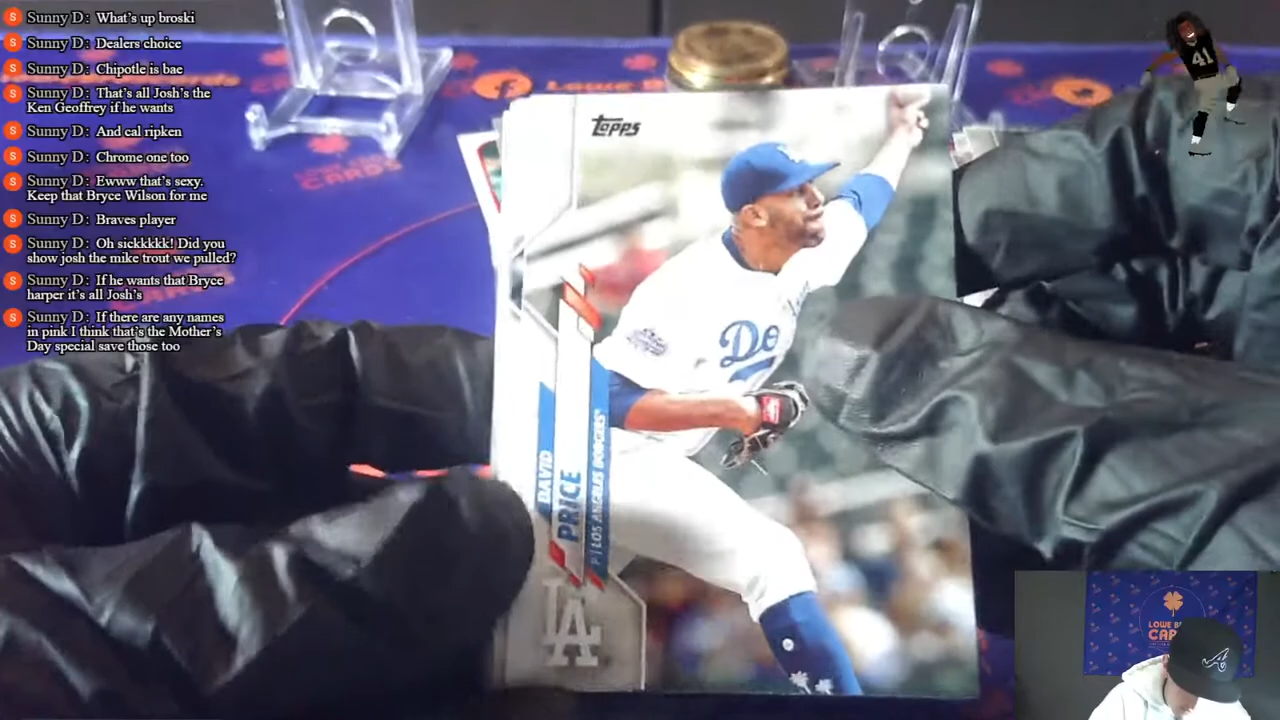 Sunny D: What's up broski
Sunny D: Dealers choice
Sunny D: Chipotle is bae
Sunny D: That's all Josh's the
Ken Geoffrey if he wants
Sunny D: And cal ripken
Sunny D: Chrome one too
Sunny D: Ewww that's sexy.
Keep that Bryce Wilson for me
Sunny D: Braves player
Sunny D: Oh sickkkkk! Did you
show josh the mike trout we pulled?
Sunny D: If he wants that Bryce
harper it's all Josh's
Sunny D: If there are any names
in pink I think that's the Mother's
Day special save those too
Topps
41
Do
DAVID
PRICE
P | LOS ANGELES DODGERS
LA
CARDS
LOWE